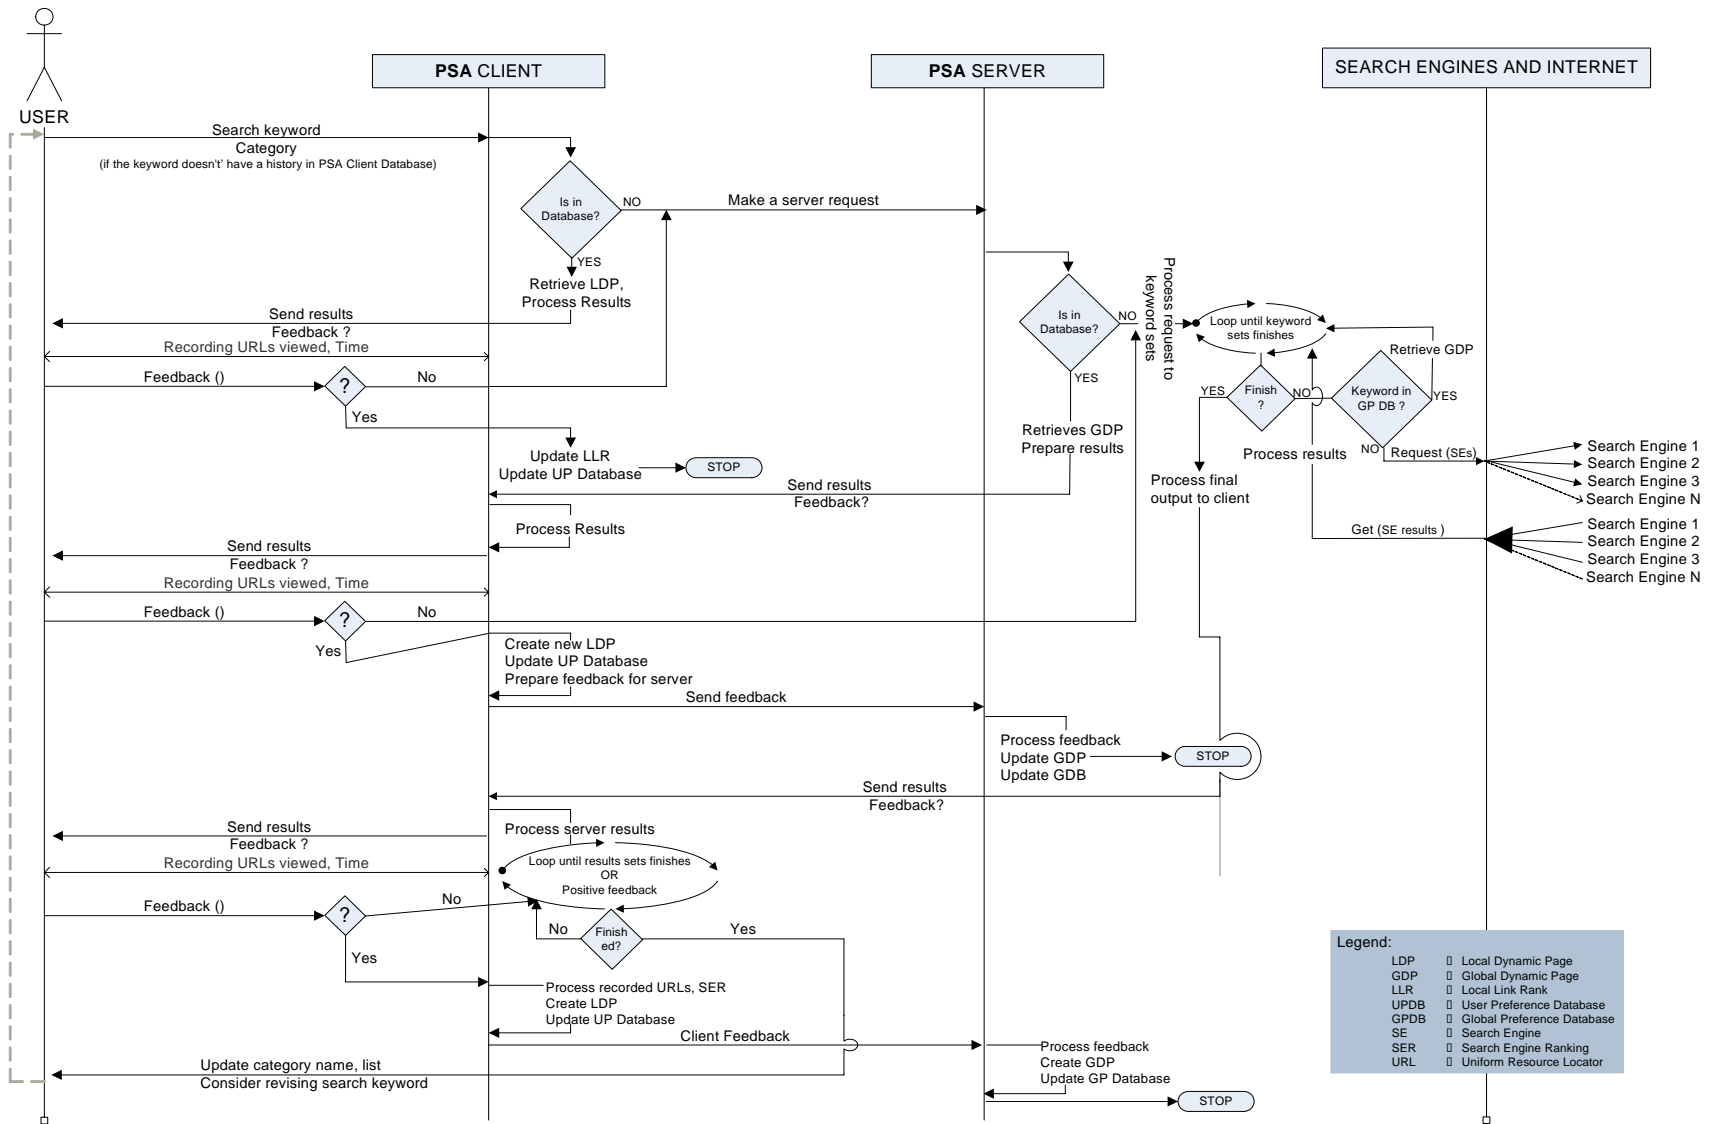 USER
PSA CLIENT
PSA SERVER
SEARCH ENGINES AND INTERNET
Search keyword
Category
(if the keyword doesn't' have a history in PSA Client Database)
Is in
Database?
NO
Make a server request
YES
Retrieve LDP,
Process Results
Send results
Feedback ?
Recording URLs viewed, Time
Feedback ()
?
No
Yes
Update LLR
Update UP Database
STOP
Is in
Database?
NO
Process request to
keyword sets
YES
Retrieves GDP
Prepare results
Loop until keyword
sets finishes
Retrieve GDP
YES
Finish
?
NO
Keyword in
GP DB ?
YES
NO
Request (SEs)
Process results
Process final
output to client
Search Engine 1
Search Engine 2
Search Engine 3
Search Engine N
Get (SE results )
Search Engine 1
Search Engine 2
Search Engine 3
Search Engine N
Send results
Feedback?
Process Results
Send results
Feedback ?
Recording URLs viewed, Time
Feedback ()
?
No
Yes
Create new LDP
Update UP Database
Prepare feedback for server
Send feedback
Process feedback
Update GDP
Update GDB
STOP
Send results
Feedback?
Process server results
Send results
Feedback ?
Recording URLs viewed, Time
Loop until results sets finishes
OR
Positive feedback
Feedback ()
?
No
No
Finish
ed?
Yes
Yes
Process recorded URLs, SER
Create LDP
Update UP Database
Client Feedback
Process feedback
Create GDP
Update GP Database
STOP
Update category name, list
Consider revising search keyword
Legend:
LDP Local Dynamic Page
GDP Global Dynamic Page
LLR Local Link Rank
UPDB User Preference Database
GPDB Global Preference Database
SE Search Engine
SER Search Engine Ranking
URL Uniform Resource Locator